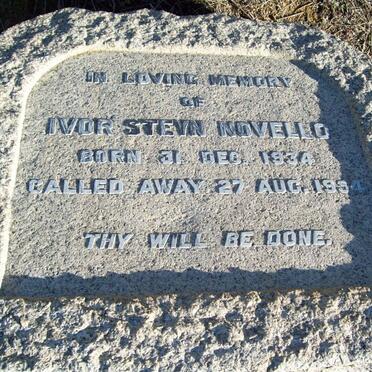 IN LOVING MEMORY
OF
IVOR STEYN NOVELLO
BORN 31 DEC. 1934
CALLED AWAY 27 AUG. 1994
THY WILL BE DONE.